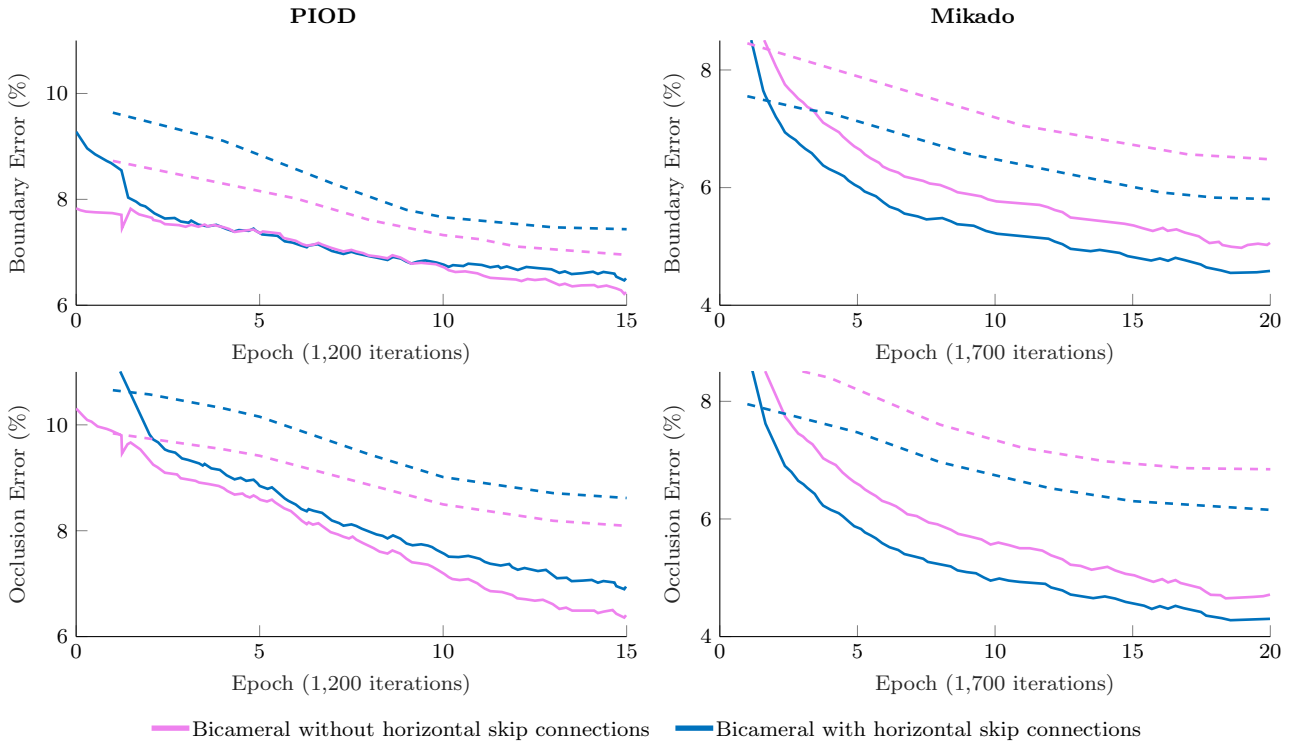 PIOD
Mikado
Boundary Error (%)
10
8
6
0
5
10
15
Epoch (1,200 iterations)
Boundary Error (%)
8
6
4
0
5
10
15
20
Epoch (1,700 iterations)
Occlusion Error (%)
10
8
6
0
5
10
15
Epoch (1,200 iterations)
Occlusion Error (%)
8
6
4
0
5
10
15
20
Epoch (1,700 iterations)
Bicameral without horizontal skip connections
Bicameral with horizontal skip connections